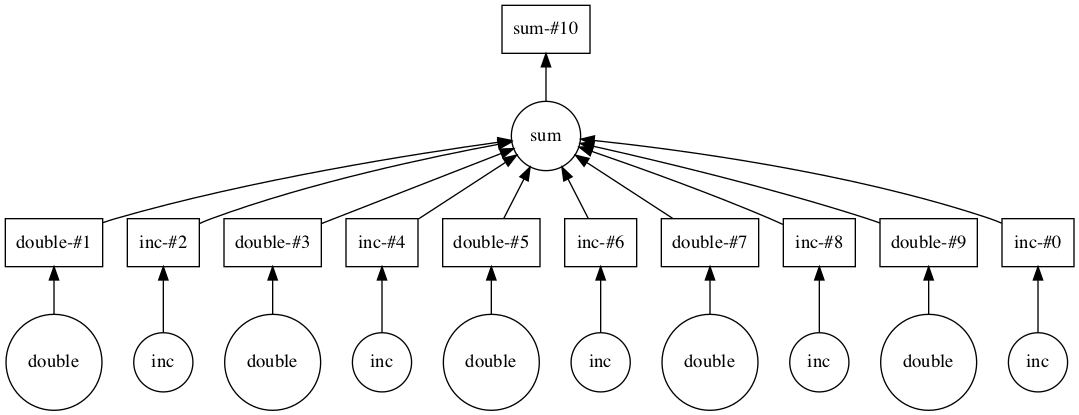 sum-#10
sum
double-#1
inc-#2
double-#3
inc-#4
double-#5
inc-#6
double-#7
inc-#8
double-#9
inc-#0
double
inc
double
inc
double
inc
double
inc
double
inc